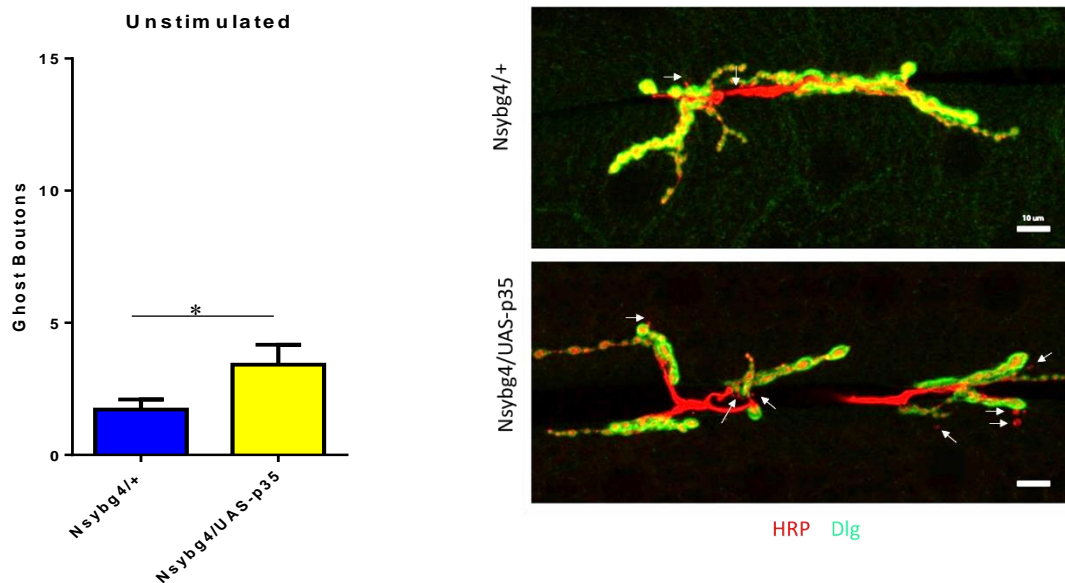 Unstimulated
15
10
5
0
Ghost Boutons
*
Nsybg4/+
Nsybg4/UAS-p35
Nsybg4/+
10 um
Nsybg4/UAS-p35
HRP Dlg